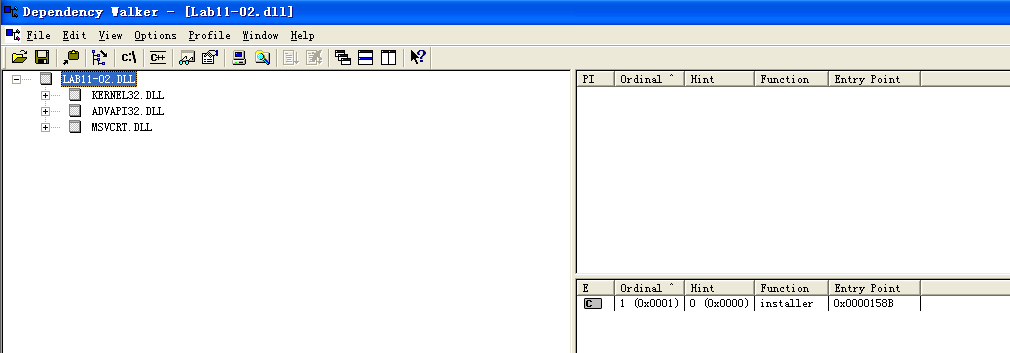 Dependency Walker - [Lab11-02.dll]
File Edit View Options Profile Window Help
C:\ C++
LAB11-02.DLL
KERNEL32.DLL
ADVAPI32.DLL
MSVCRT.DLL
PI Ordinal ^ Hint Function Entry Point
E Ordinal ^ Hint Function Entry Point
C 1 (0x0001) 0 (0x0000) installer 0x0000158B